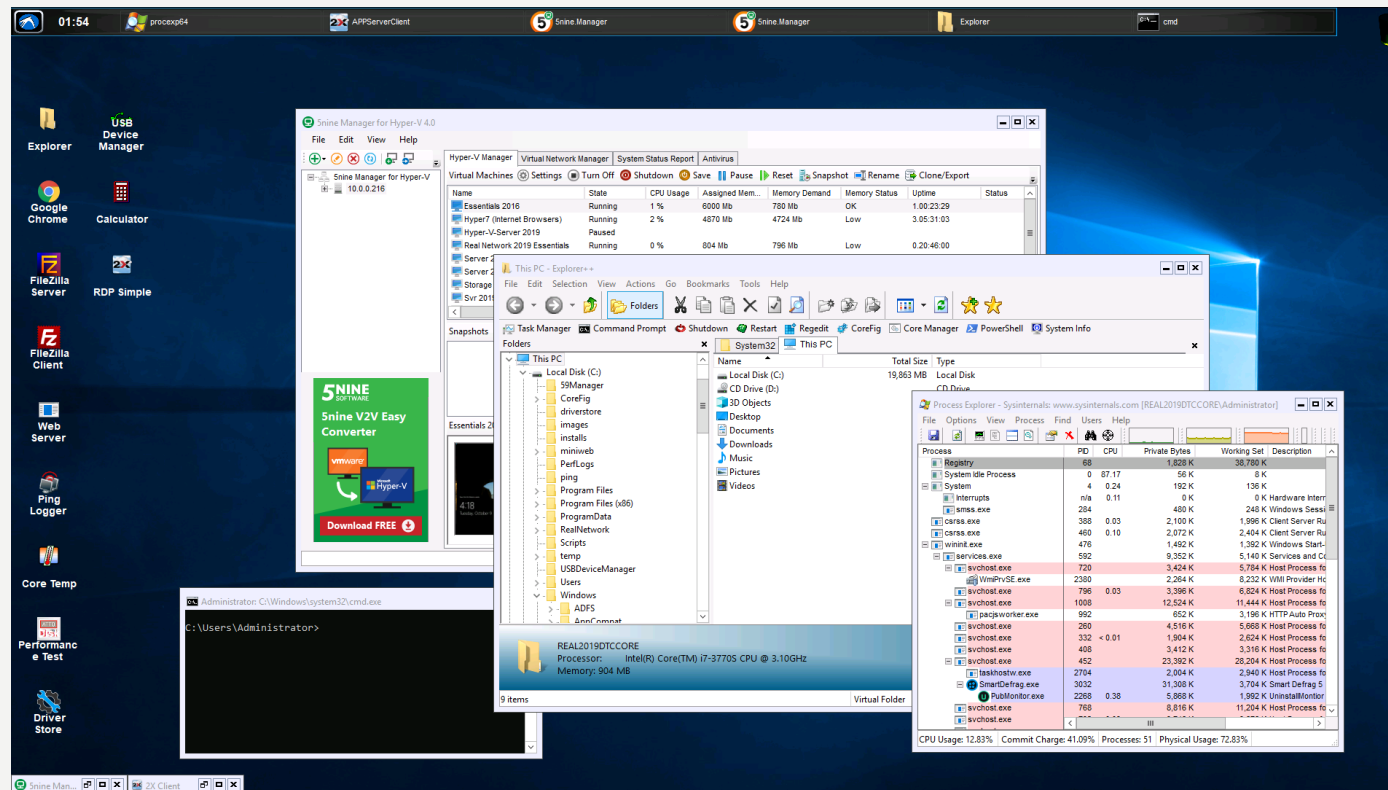 01:54 procexp64 2X APPServerClient 5 5nine.Manager 5 5nine.Manager Explorer cmd
Explorer
USB
Device
Manager
Google
Chrome
Calculator
FileZilla
Server
2X
RDP Simple
FileZilla
Client
Web
Server
Ping
Logger
Core Temp
ATTO
Performanc
e Test
Driver
Store
5nine Manager for Hyper-V 4.0
File Edit View Help
5nine Manager for Hyper-V
10.0.0.216
Hyper-V Manager Virtual Network Manager System Status Report Antivirus
Virtual Machines Settings Turn Off Shutdown Save Pause Reset Snapshot Rename Clone/Export
Name State CPU Usage Assigned Mem... Memory Demand Memory Status Uptime Status
Essentials 2016 Running 1 % 6000 Mb 780 Mb OK 1.00:23:29
Hyper7 (Internet Browsers) Running 2 % 4870 Mb 4724 Mb Low 3.05:31:03
Hyper-V-Server 2019 Paused
Real Network 2019 Essentials Running 0 % 804 Mb 796 Mb Low 0.20:46:00
Server 2
Server 2
Storage
Svr 201
Snapshots
Essentials 2
4:18
5NINE
SOFTWARE
5nine V2V Easy
Converter
vmware
Microsoft
Hyper-V
Download FREE
This PC - Explorer++
File Edit Selection View Actions Go Bookmarks Tools Help
Folders
Task Manager Command Prompt Shutdown Restart Regedit CoreFig Core Manager PowerShell System Info
Folders x System32 This PC x
This PC
Local Disk (C:)
59Manager
CoreFig
driverstore
images
installs
miniweb
PerfLogs
ping
Program Files
Program Files (x86)
ProgramData
RealNetwork
Scripts
temp
USBDeviceManager
Users
Windows
ADFS
AppCompat
Name Total Size Type
Local Disk (C:) 19,863 MB Local Disk
CD Drive (D:) CD Drive
3D Objects
Desktop
Documents
Downloads
Music
Pictures
Videos
REAL2019DTCCORE
Processor: Intel(R) Core(TM) i7-3770S CPU @ 3.10GHz
Memory: 904 MB
9 items Virtual Folder
Process Explorer - Sysinternals: www.sysinternals.com [REAL2019DTCCORE\Administrator]
File Options View Process Find Users Help
Process PID CPU Private Bytes Working Set Description
Registry 68 1,828 K 38,780 K
System Idle Process 0 87.17 56 K 8 K
System 4 0.24 192 K 136 K
Interrupts n/a 0.11 0 K 0 K Hardware Interr
smss.exe 284 480 K 248 K Windows Sessi
csrss.exe 388 0.03 2,100 K 1,996 K Client Server Ru
csrss.exe 460 0.10 2,072 K 2,404 K Client Server Ru
wininit.exe 476 1,492 K 1,392 K Windows Start-
services.exe 592 9,352 K 5,140 K Services and Co
svchost.exe 720 3,424 K 5,784 K Host Process fo
WmiPrvSE.exe 2380 2,264 K 8,232 K WMI Provider Ho
svchost.exe 796 0.03 3,396 K 6,824 K Host Process fo
svchost.exe 1008 12,524 K 11,444 K Host Process fo
pacjsworker.exe 992 652 K 3,196 K HTTP Auto Proxy
svchost.exe 260 4,516 K 5,668 K Host Process fo
svchost.exe 332 < 0.01 1,904 K 2,624 K Host Process fo
svchost.exe 408 3,412 K 3,316 K Host Process fo
svchost.exe 452 23,392 K 28,204 K Host Process fo
taskhostw.exe 2704 2,004 K 2,940 K Host Process fo
SmartDefrag.exe 3032 31,308 K 3,704 K Smart Defrag 5
PubMonitor.exe 2268 0.38 5,868 K 1,992 K UninstallMontior
svchost.exe 768 8,816 K 11,204 K Host Process fo
svchost.exe
CPU Usage: 12.83% Commit Charge: 41.09% Processes: 51 Physical Usage: 72.83%
Administrator: C:\Windows\system32\cmd.exe
C:\Users\Administrator>
5nine Man... 2X Client